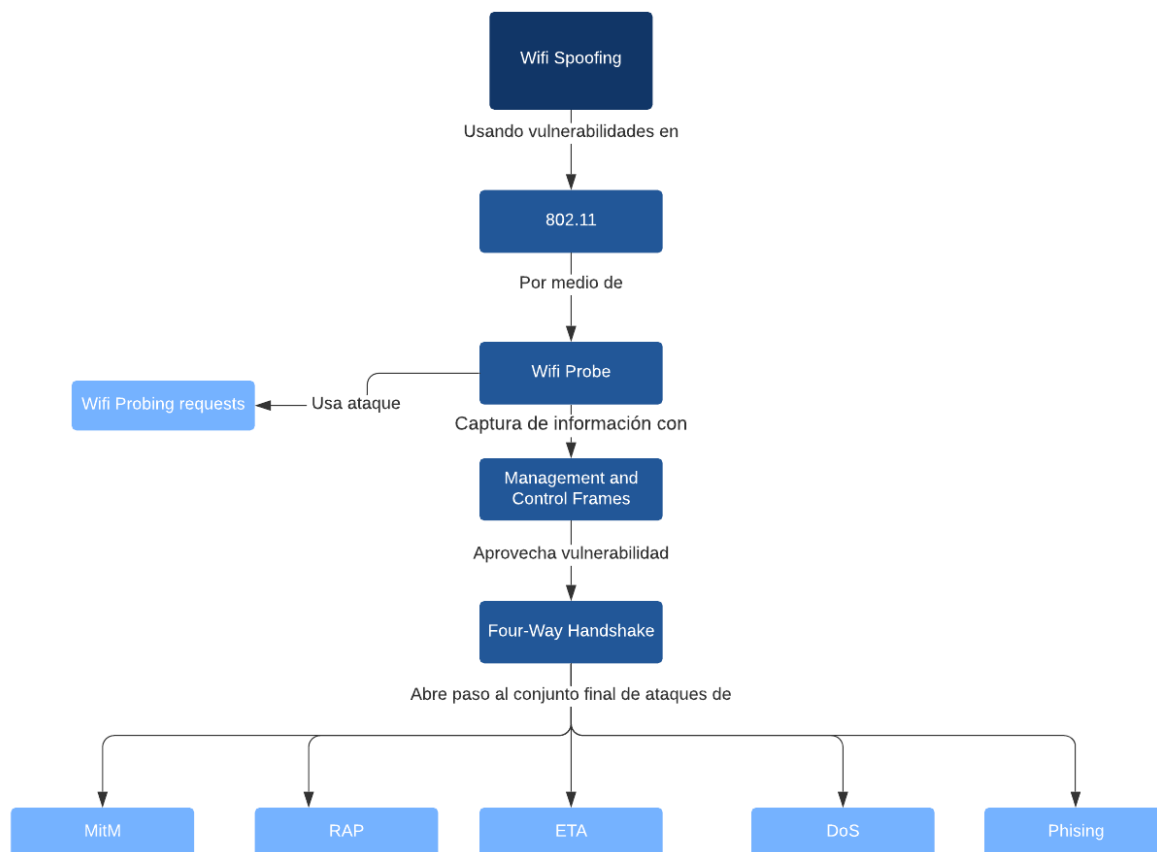 Wifi Spoofing
Usando vulnerabilidades en
802.11
Por medio de
Wifi Probe
Wifi Probing requests
Usa ataque
Captura de información con
Management and
Control Frames
Aprovecha vulnerabilidad
Four-Way Handshake
Abre paso al conjunto final de ataques de
MitM
RAP
ETA
DoS
Phising